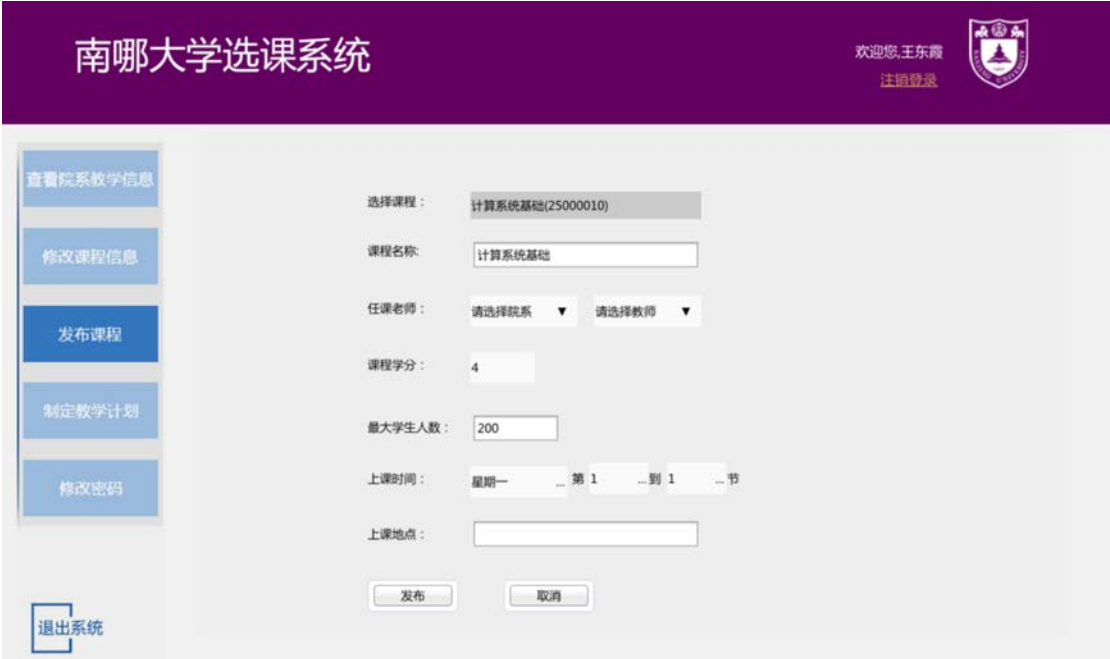 南哪大学选课系统
欢迎您,王东霞
注销登录
查看院系教学信息
修改课程信息
发布课程
制定教学计划
修改密码
退出系统
选择课程： 计算系统基础(25000010)
课程名称: 计算系统基础
任课老师： 请选择院系 ▼ 请选择教师 ▼
课程学分： 4
最大学生人数： 200
上课时间： 星期一 ... 第 1 ... 到 1 ... 节
上课地点：
发布 取消